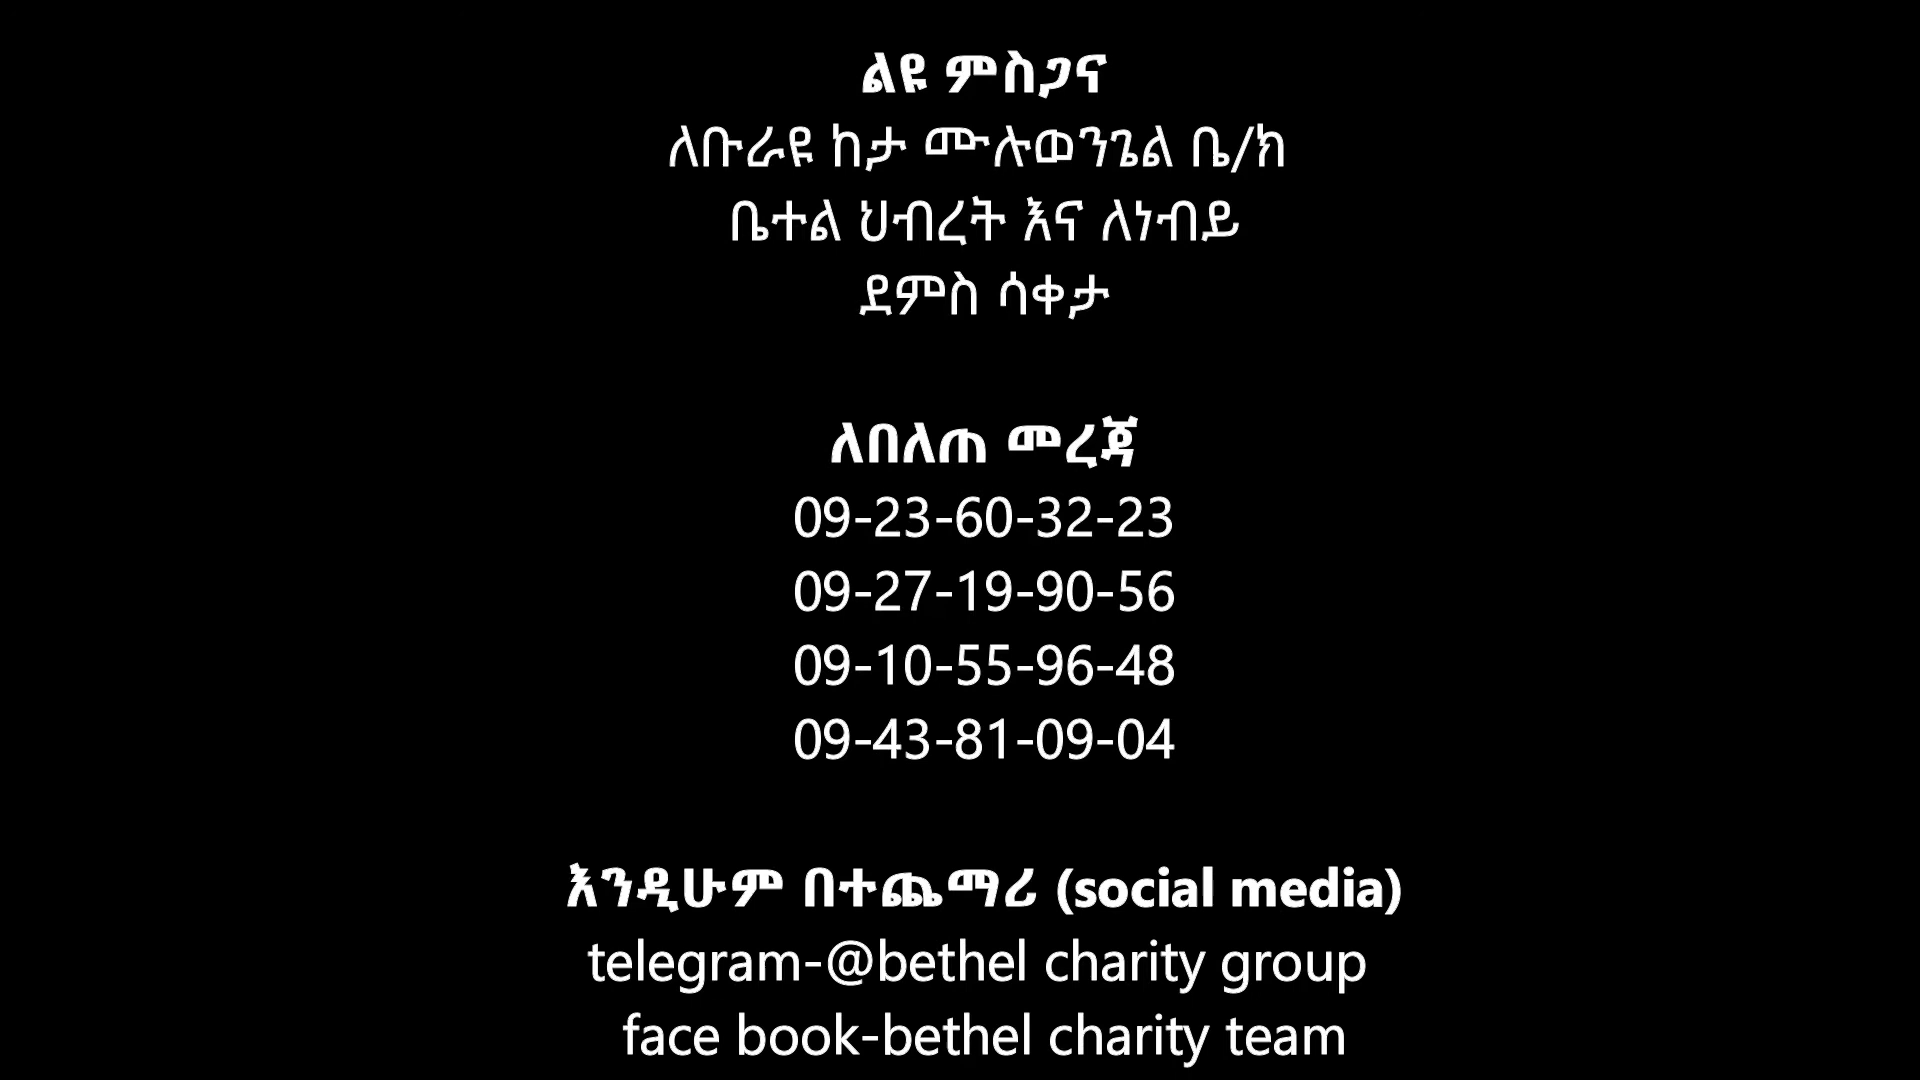 ልዩ ምስጋና
ለቡራዩ ከታ ሙሉወንጌል ቤ/ክ
ቤተል ህብረት እና ለነብይ
ደምስ ሳቀታ
ለበለጠ መረጃ
09-23-60-32-23
09-27-19-90-56
09-10-55-96-48
09-43-81-09-04
እንዲሁም በተጨማሪ (social media)
telegram-@bethel charity group
face book-bethel charity team